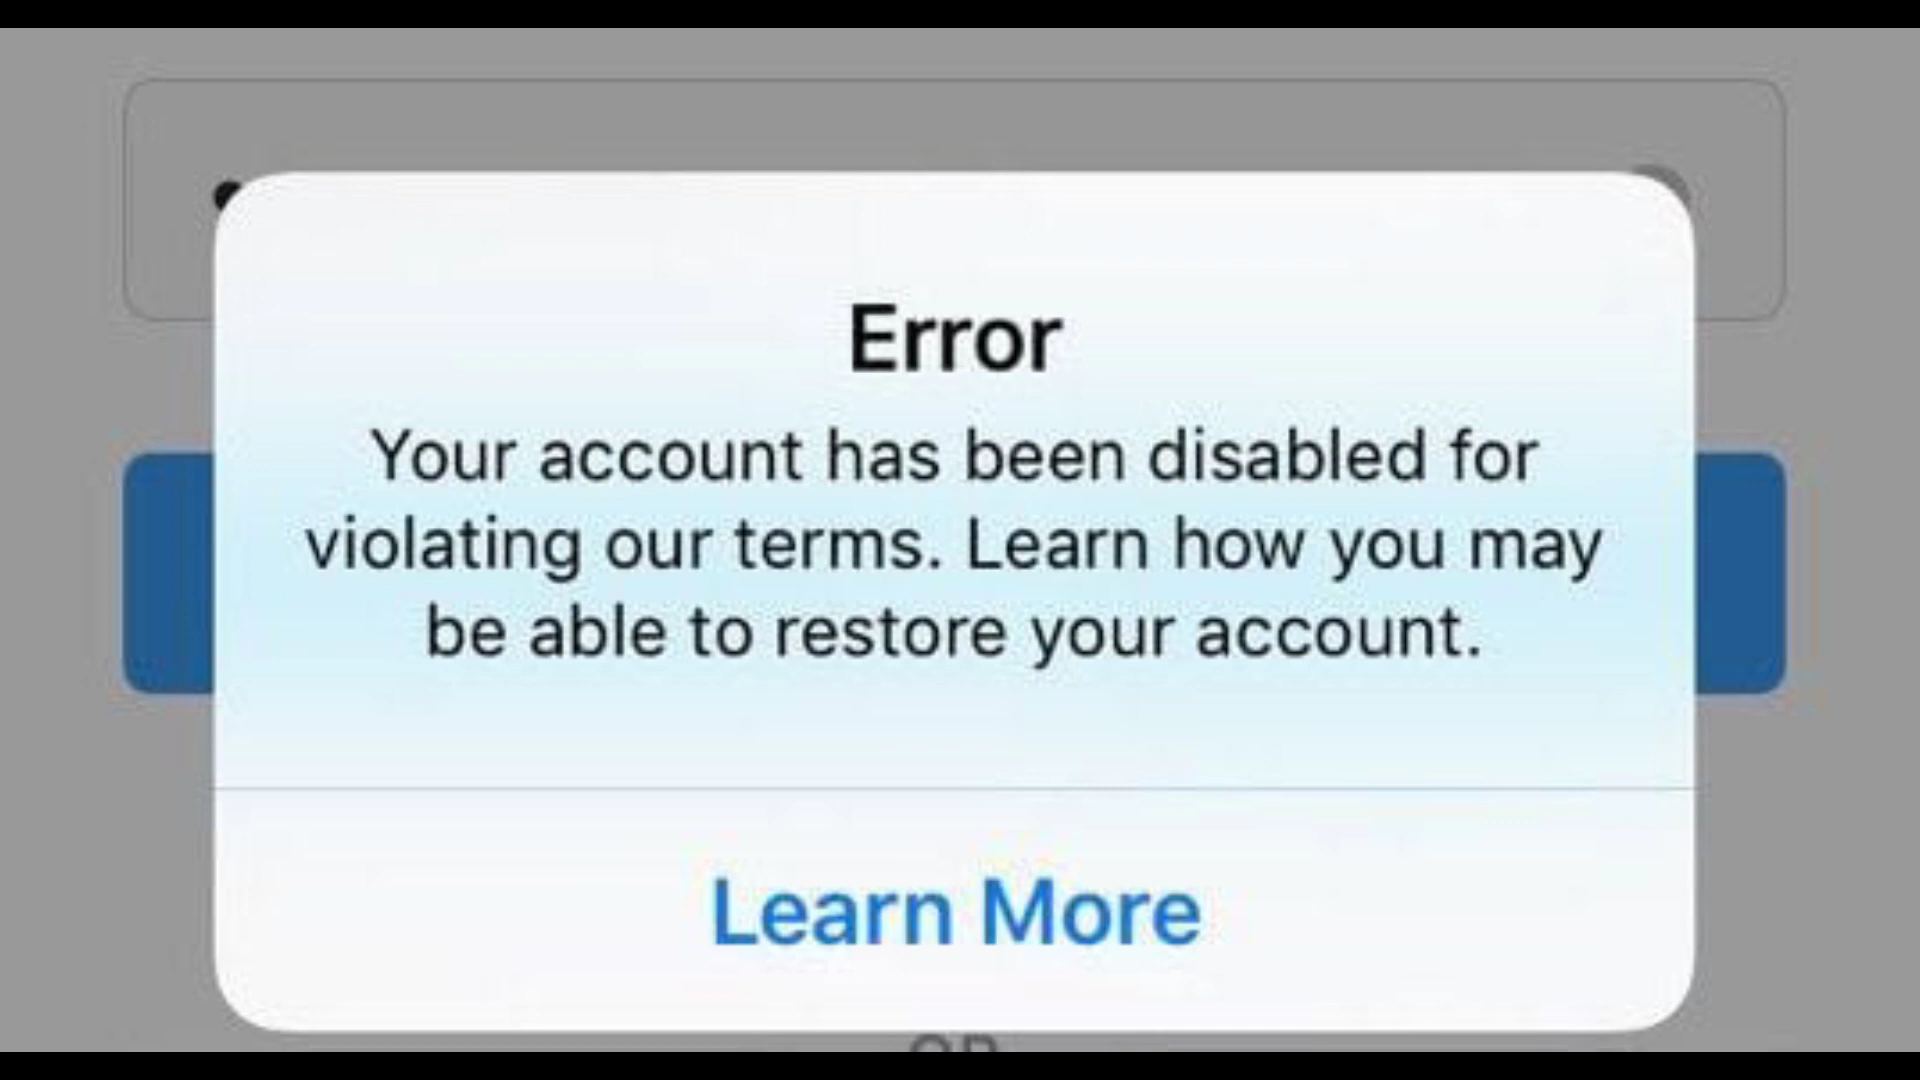 Error
Your account has been disabled for
violating our terms. Learn how you may
be able to restore your account.
Learn More